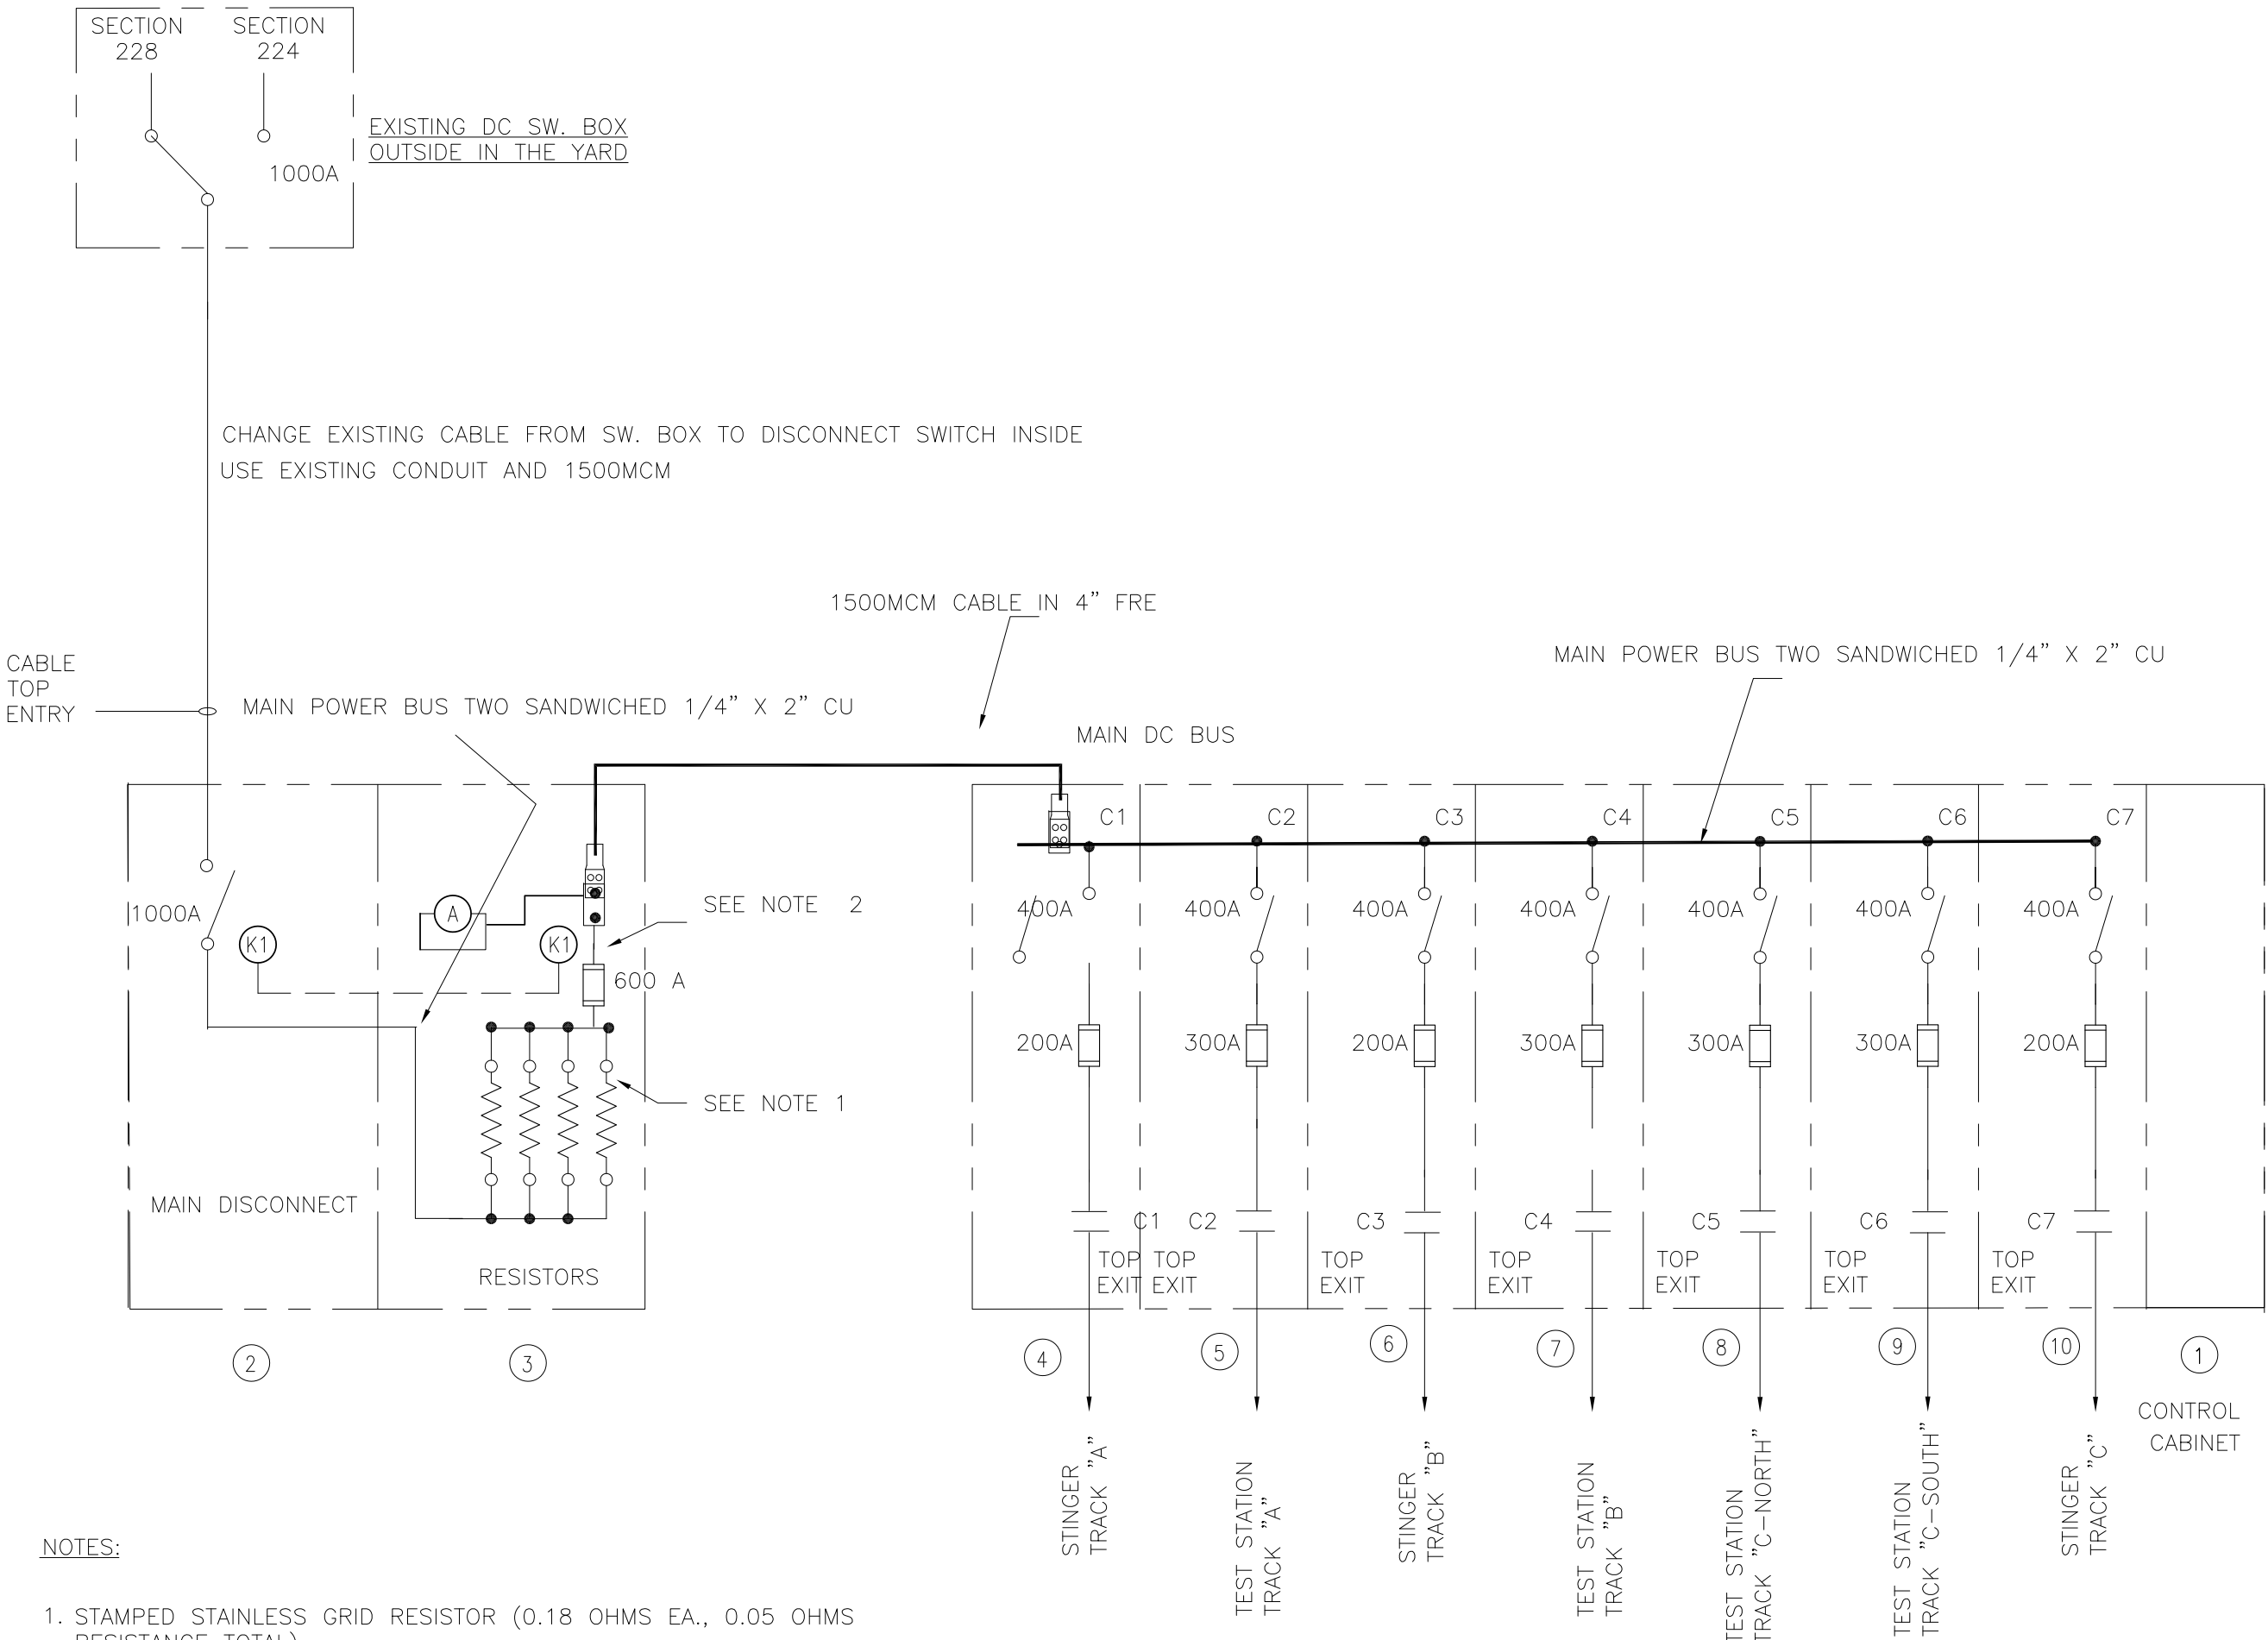 SECTION
228
SECTION
224
EXISTING DC SW. BOX
OUTSIDE IN THE YARD
1000A
CHANGE EXISTING CABLE FROM SW. BOX TO DISCONNECT SWITCH INSIDE
USE EXISTING CONDUIT AND 1500MCM
1500MCM CABLE IN 4" FRE
CABLE
TOP
ENTRY
MAIN POWER BUS TWO SANDWICHED 1/4" X 2" CU
MAIN POWER BUS TWO SANDWICHED 1/4" X 2" CU
MAIN DC BUS
C1 C2 C3 C4 C5 C6 C7
1000A
K1
A
K1
SEE NOTE 2
600 A
SEE NOTE 1
400A 400A 400A 400A 400A 400A 400A
200A 300A 200A 300A 300A 300A 200A
MAIN DISCONNECT
RESISTORS
C1 C2 C3 C4 C5 C6 C7
TOP
EXIT
TOP
EXIT
TOP
EXIT
TOP
EXIT
TOP
EXIT
TOP
EXIT
TOP
EXIT
2 3 4 5 6 7 8 9 10 1
CONTROL
CABINET
STINGER
TRACK "A"
TEST STATION
TRACK "A"
STINGER
TRACK "B"
TEST STATION
TRACK "B"
TEST STATION
TRACK "C-NORTH"
TEST STATION
TRACK "C-SOUTH"
STINGER
TRACK "C"
NOTES:
1. STAMPED STAINLESS GRID RESISTOR (0.18 OHMS EA., 0.05 OHMS
RESISTANCE TOTAL)